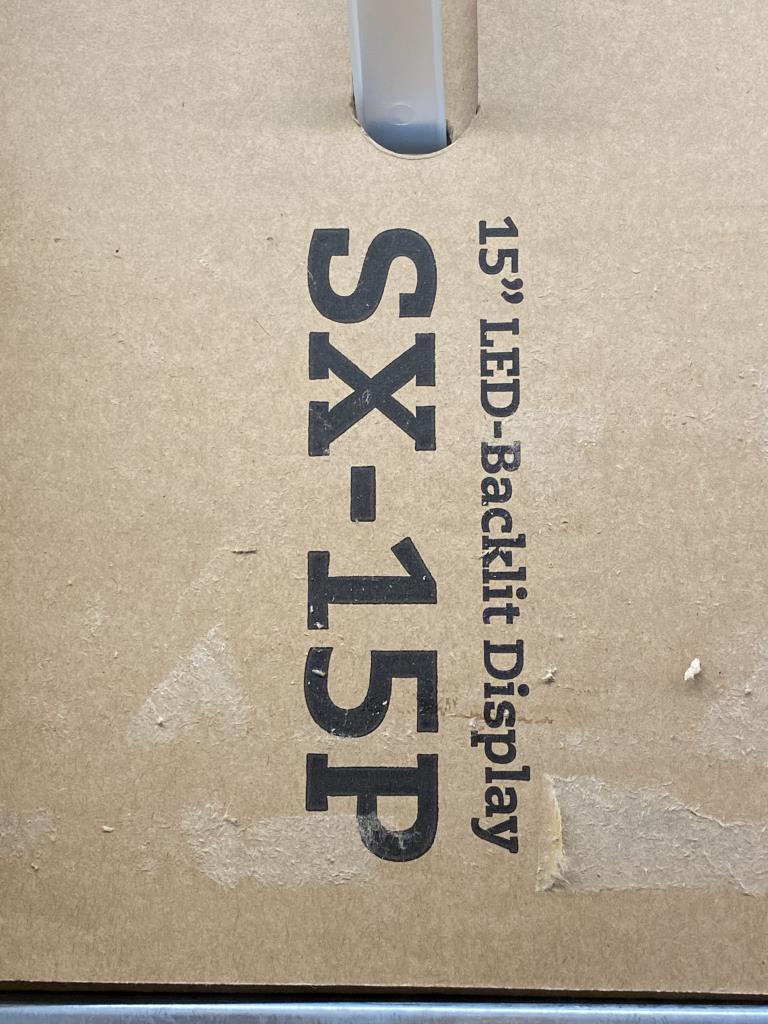 15” LED-Backlit Display
SX-15P